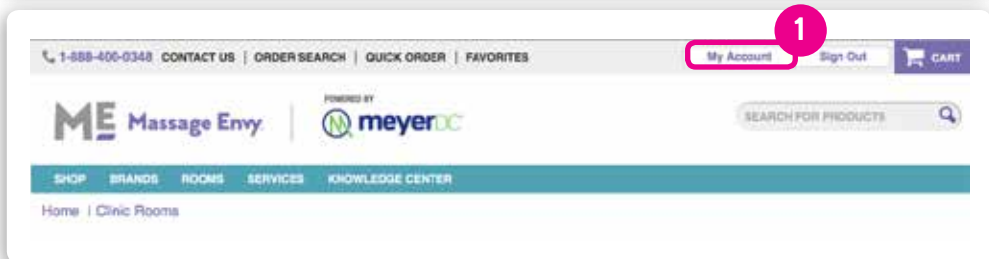 1
1-888-400-0348 CONTACT US | ORDER SEARCH | QUICK ORDER | FAVORITES My Account Sign Out CART
ME Massage Envy POWERED BY meyerDC SEARCH FOR PRODUCTS
SHOP BRANDS ROOMS SERVICES KNOWLEDGE CENTER
Home | Clinic Rooms